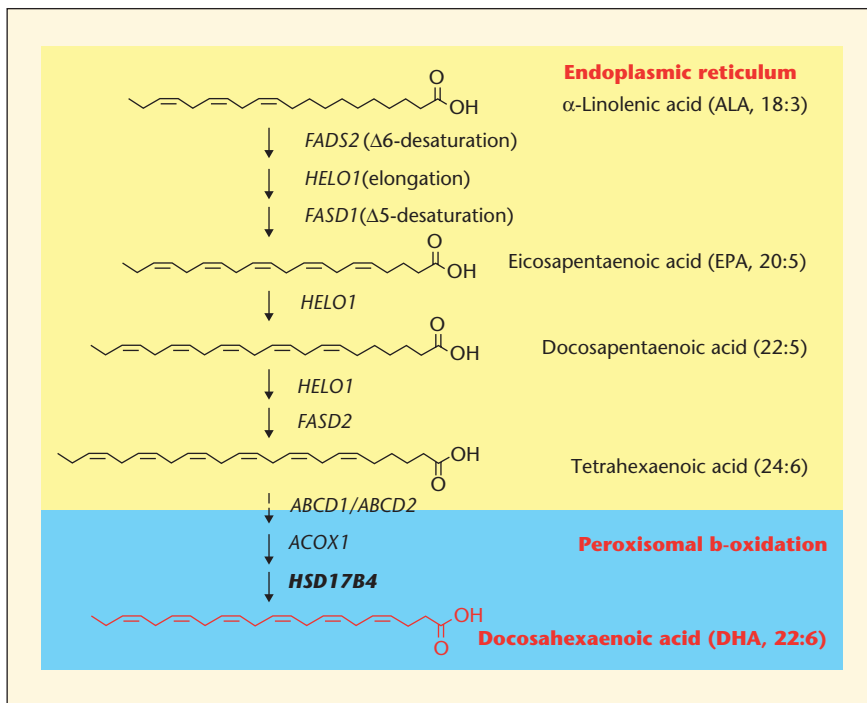 Endoplasmic reticulum
O
OH
α-Linolenic acid (ALA, 18:3)
FADS2 (Δ6-desaturation)
HELO1(elongation)
FASD1(Δ5-desaturation)
O
OH
Eicosapentaenoic acid (EPA, 20:5)
HELO1
O
OH
Docosapentaenoic acid (22:5)
HELO1
FASD2
OH
O
Tetrahexaenoic acid (24:6)
ABCD1/ABCD2
ACOX1
Peroxisomal b-oxidation
HSD17B4
OH
O
Docosahexaenoic acid (DHA, 22:6)